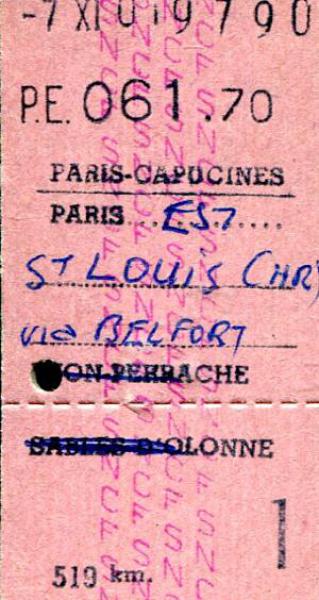 -7 XI 0 19790
P.E. 061.70
PARIS-CAPUCINES
PARIS EST
ST LOUIS (HR)
via BELFORT
LYON-PERRACHE
SABLES D'OLONNE
1
519 km.